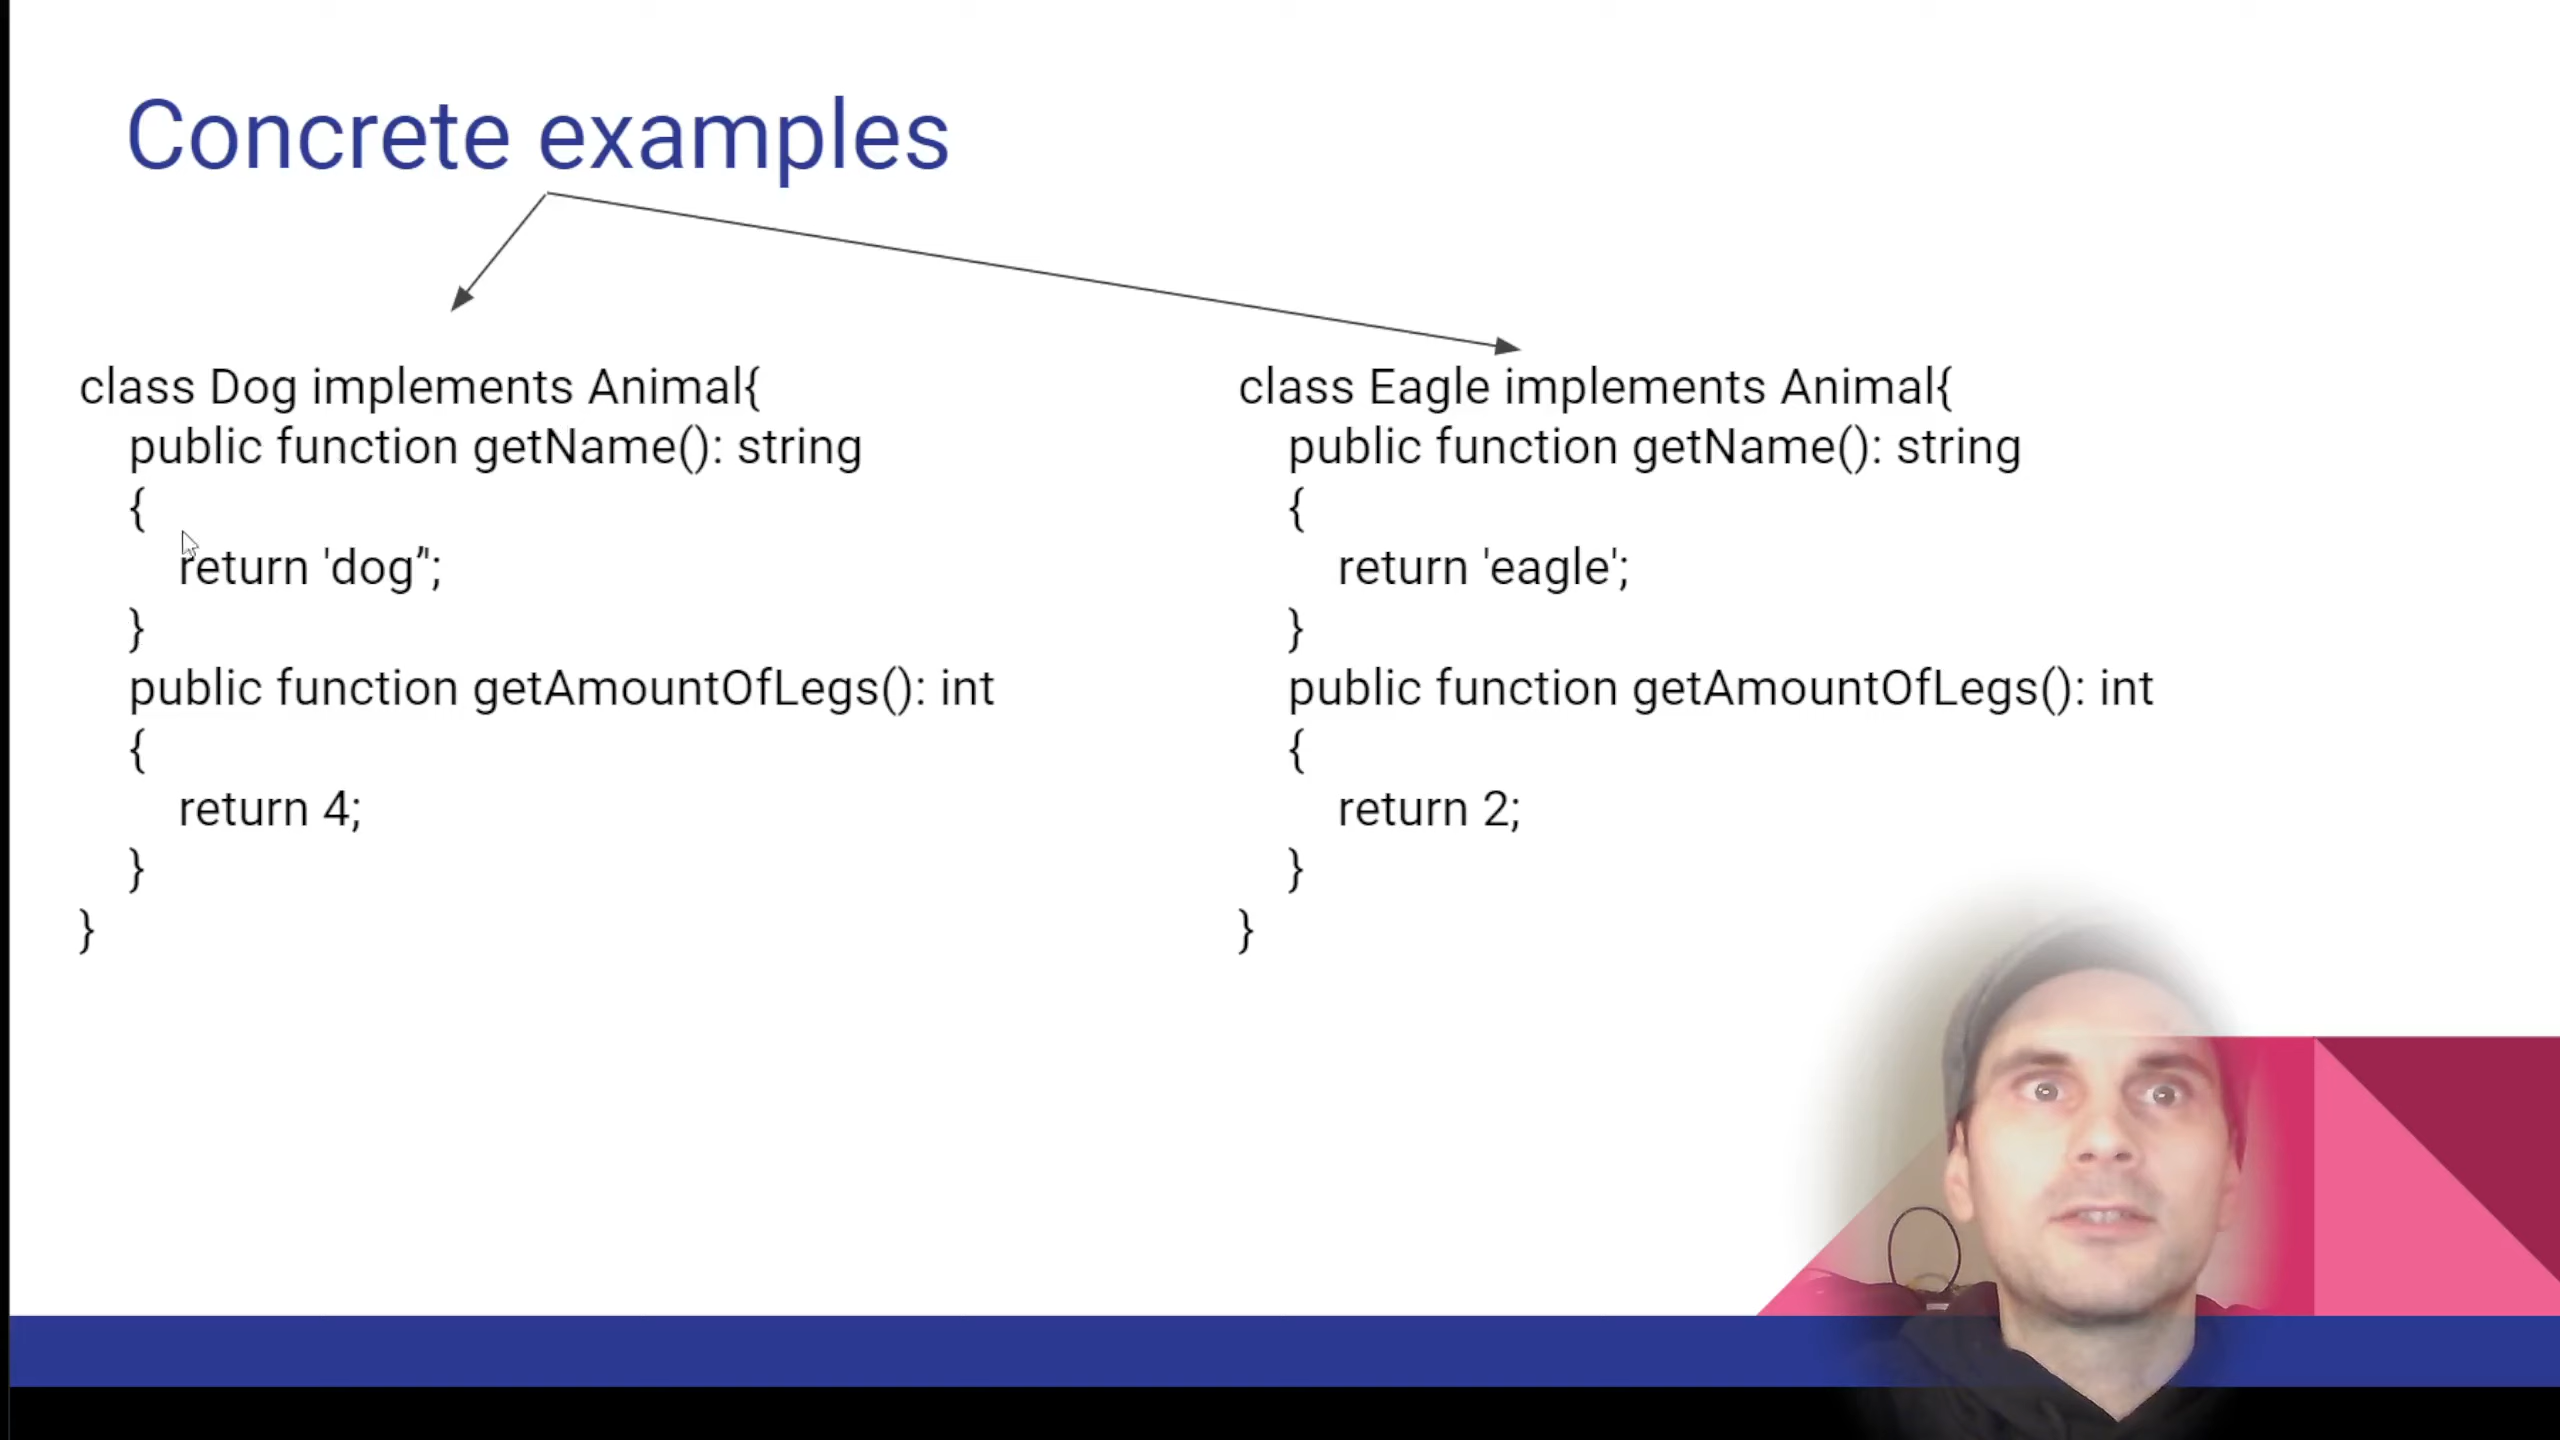 Concrete examples
class Dog implements Animal{
public function getName(): string
{
return 'dog”;
}
public function getAmountOfLegs(): int
{
return 4;
}
}
class Eagle implements Animal{
public function getName(): string
{
return 'eagle';
}
public function getAmountOfLegs(): int
{
return 2;
}
}